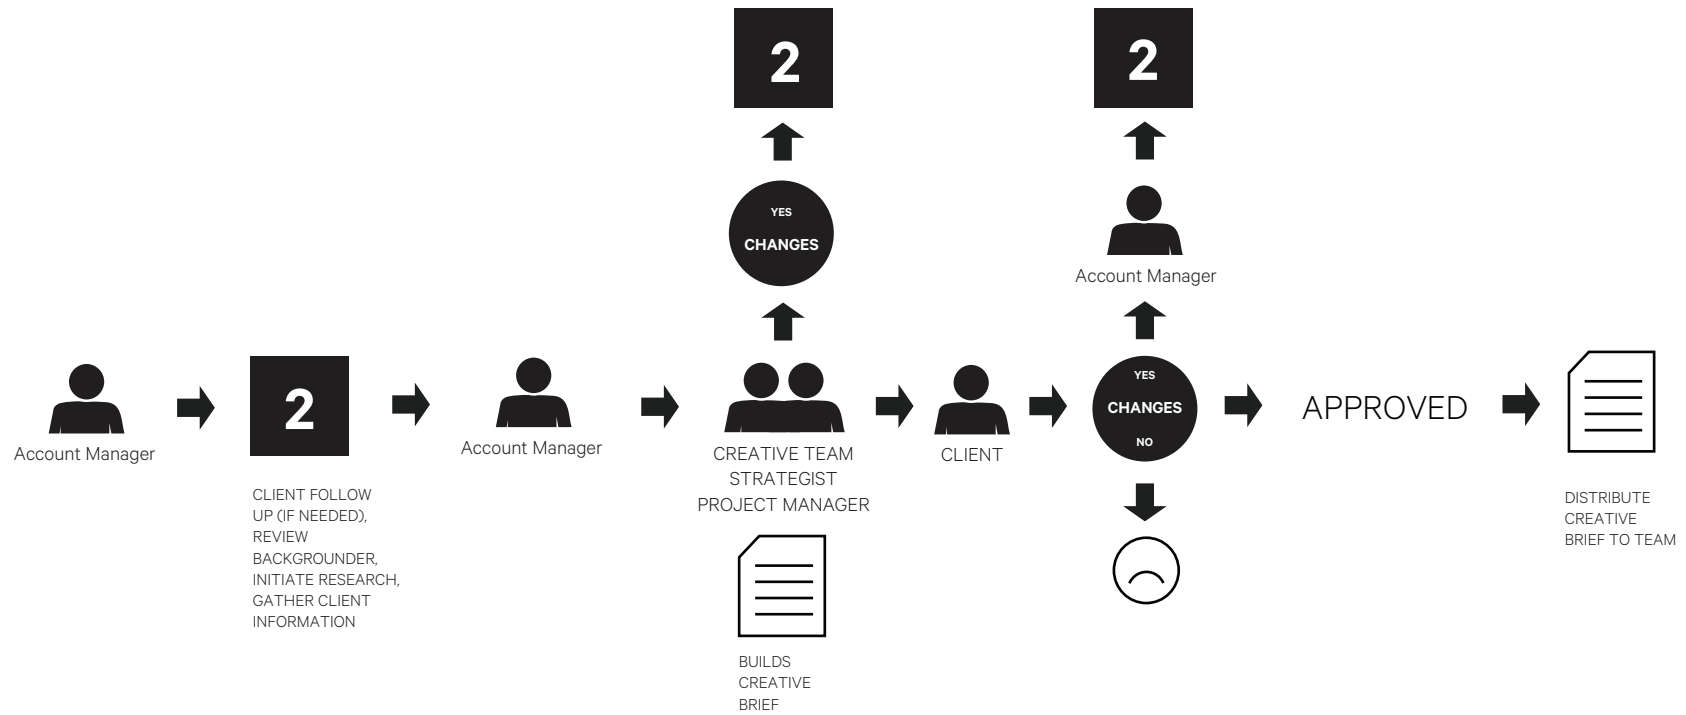 2
2
YES
CHANGES
Account Manager
2
Account Manager
Account Manager
CREATIVE TEAM
STRATEGIST
PROJECT MANAGER
CLIENT
YES
CHANGES
NO
APPROVED
CLIENT FOLLOW
UP (IF NEEDED),
REVIEW
BACKGROUNDER,
INITIATE RESEARCH,
GATHER CLIENT
INFORMATION
DISTRIBUTE
CREATIVE
BRIEF TO TEAM
BUILDS
CREATIVE
BRIEF